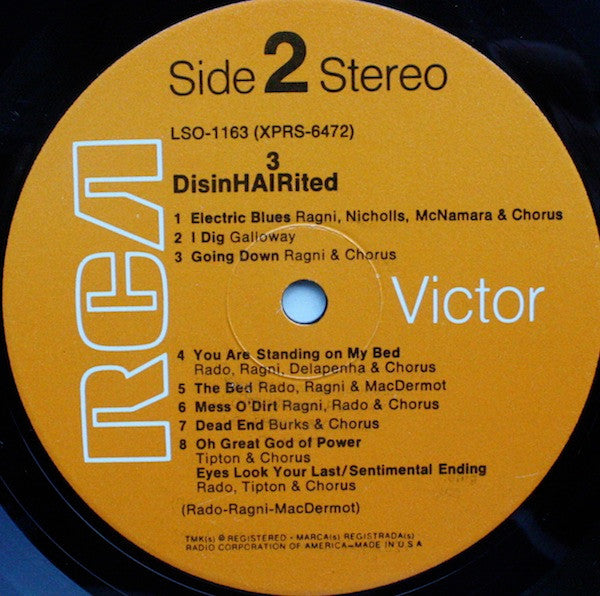 Side 2 Stereo
LSO-1163 (XPRS-6472)
3
DisinHAIRited
1 Electric Blues Ragni, Nicholls, McNamara & Chorus
2 I Dig Galloway
3 Going Down Ragni & Chorus
RCA
Victor
4 You Are Standing on My Bed
Rado, Ragni, Delapenha & Chorus
5 The Bed Rado, Ragni & MacDermot
6 Mess O'Dirt Ragni, Rado & Chorus
7 Dead End Burks & Chorus
8 Oh Great God of Power
Tipton & Chorus
Eyes Look Your Last/Sentimental Ending
Rado, Tipton & Chorus
(Rado-Ragni-MacDermot)
TMK(s) ® REGISTERED • MARCA(s) REGISTRADA(s)
RADIO CORPORATION OF AMERICA—MADE IN U.S.A